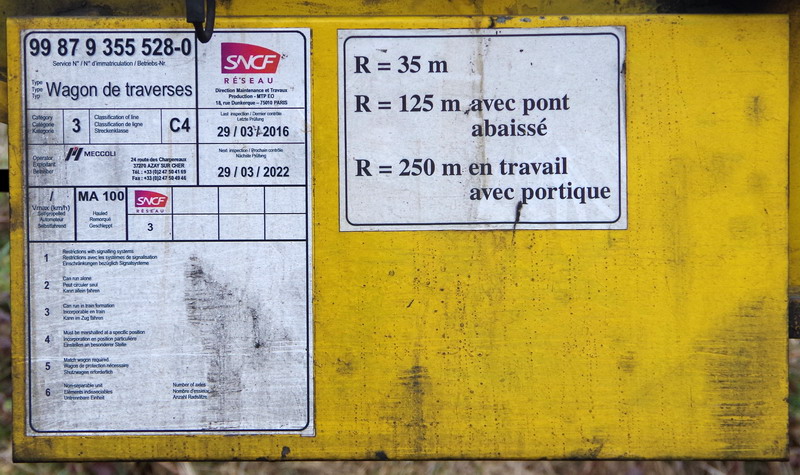 99 87 9 355 528-0
Service N° / N° d'immatriculation / Betriebs-Nr.
SNCF
RÉSEAU
Direction Maintenance et Travaux
Production - MTP EO
18, rue Dunkerque - 75010 PARIS
Type
Type
Typ
Wagon de traverses
Category
Catégorie
Kategorie
3
Classification of line
Classification de ligne
Streckenklasse
C4
Last inspection / Dernier contrôle
Letzte Prüfung
29 / 03 / 2016
Operator
Exploitant
Betreiber
MECCOLI
24 route des Chargereaux
37270 AZAY SUR CHER
Tél. : +33 (0)2 47 50 41 69
Fax : +33 (0)2 47 50 49 46
Next inspection / Prochain contrôle
Nächste Prüfung
29 / 03 / 2022
/
Vmax (km/h)
Self-propelled
Automoteur
Selbstfahrend
MA 100
Hauled
Remorqué
Geschleppt
SNCF
RÉSEAU
3
1
Restrictions with signalling systems
Restrictions avec les systèmes de signalisation
Einschränkungen bezüglich Signalsysteme
2
Can run alone
Peut circuler seul
Kann allein fahren
3
Can run in train formation
Incorporable en train
Kann im Zug fahren
4
Must be marshalled at a specific position
Incorporation en position particulière
Einstellen an besonderer Stelle
5
Match wagon required
Wagon de protection nécessaire
Shutzwagen erforderlich
6
Non-separable unit
Eléments indissociables
Untrennbare Einheit
Number of axles
Nombre d'essieux
Anzahl Radsätze
R = 35 m
R = 125 m avec pont
abaissé
R = 250 m en travail
avec portique